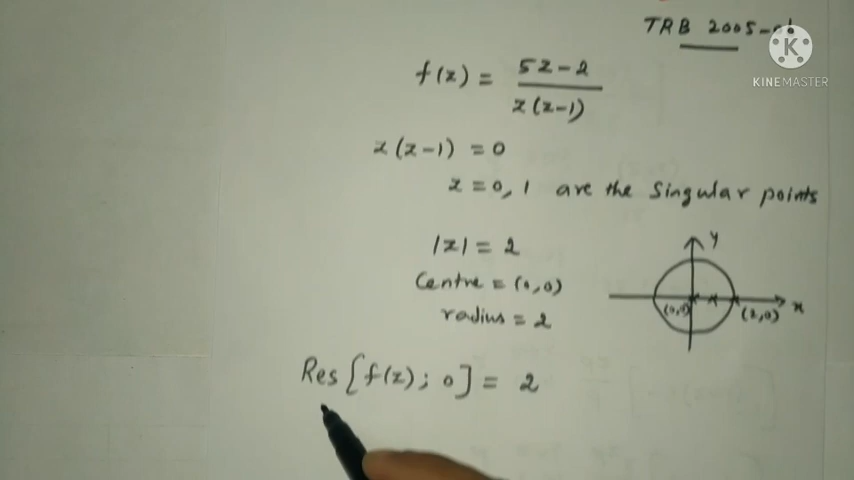 TRB 2005-06
K
KINEMASTER
f(z) = 5z-2 / z(z-1)
z(z-1) = 0
z = 0, 1 are the Singular points
|z| = 2
Centre = (0,0)
radius = 2
y
x
(0,0)
(2,0)
Res[f(z); 0] = 2